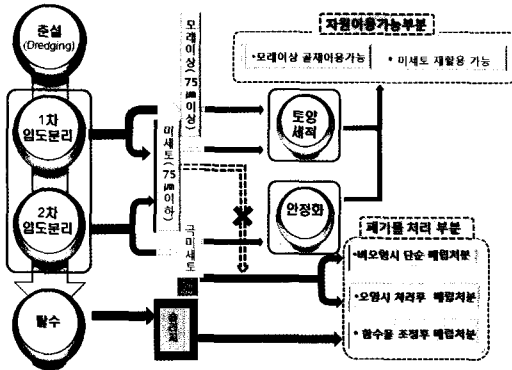 준설
(Dredging)
1차
입도분리
2차
입도분리
탈수
모래이상(75㎛이상)
미세토(75㎛이하)
극미세토
토양
세척
안정화
자원이용가능부분
•모래이상 골재이용가능
• 미세토 재활용 가능
폐기물 처리 부분
•비오염시 단순 매립처분
•오염시 처리후 매립처분
• 함수율 조정후 매립처분